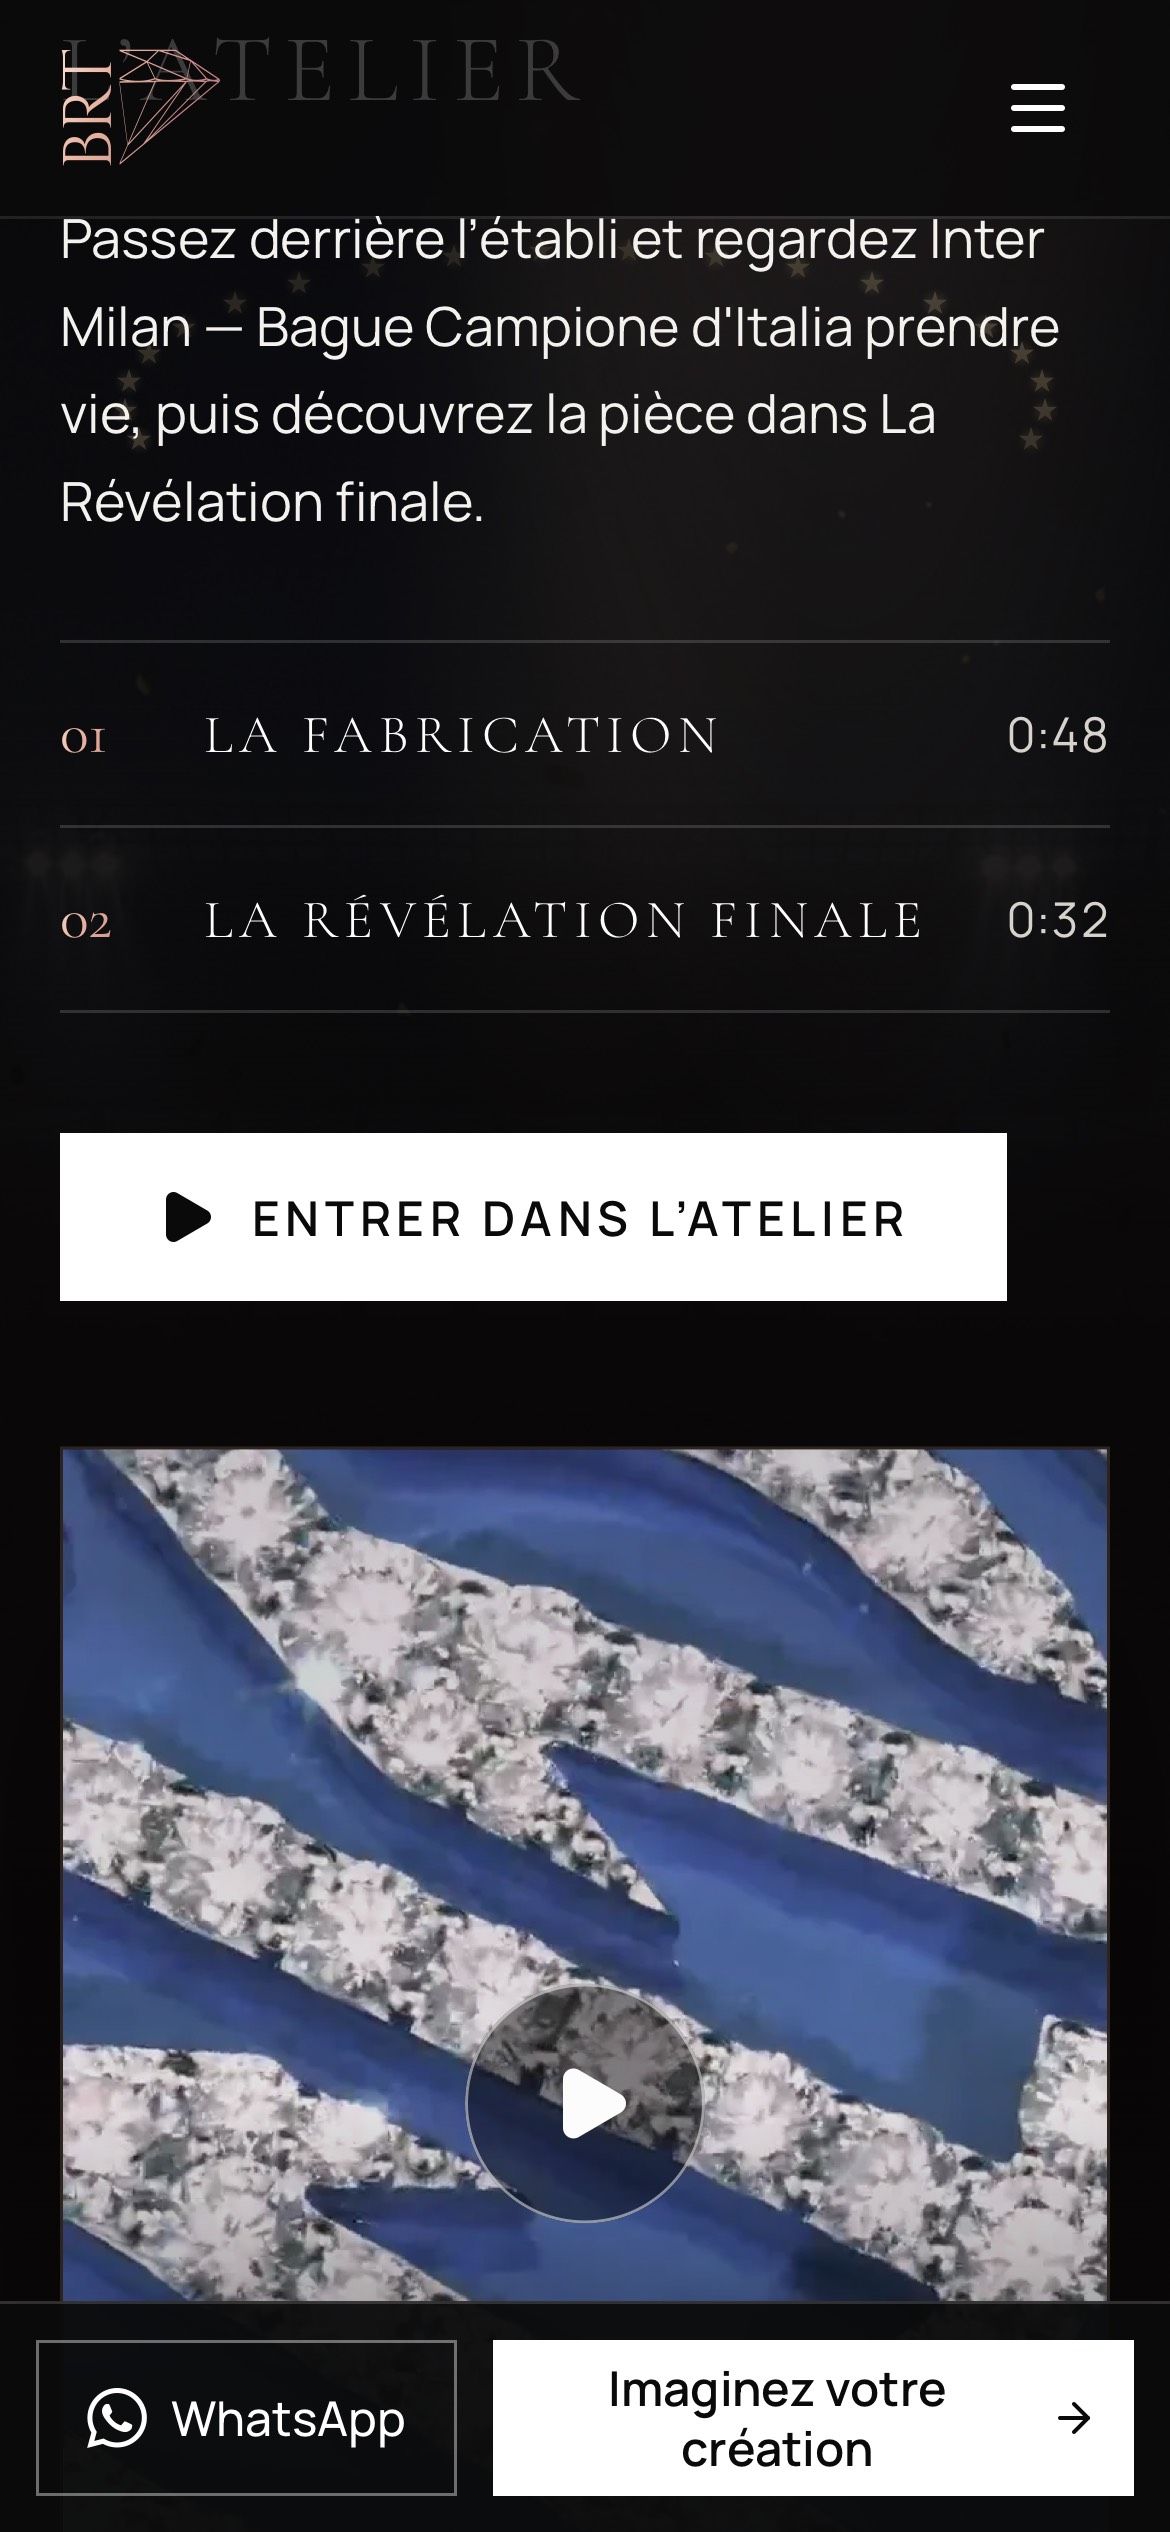 L’ATELIER
BRT
Passez derrière l’établi et regardez Inter
Milan — Bague Campione d'Italia prendre
vie, puis découvrez la pièce dans La
Révélation finale.
01 LA FABRICATION 0:48
02 LA RÉVÉLATION FINALE 0:32
ENTRER DANS L’ATELIER
WhatsApp
Imaginez votre
création